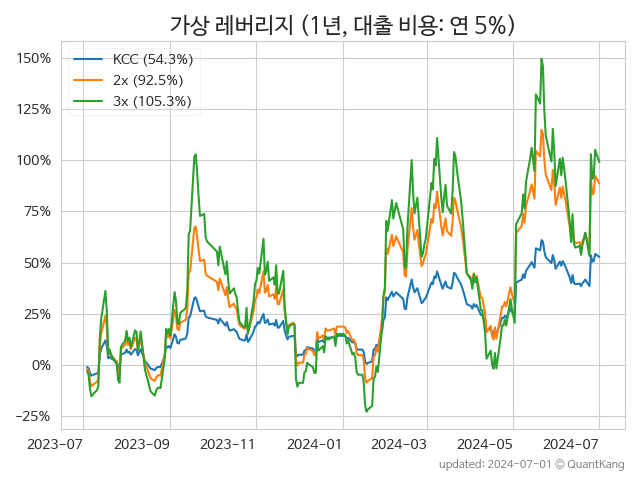 가상 레버리지 (1년, 대출 비용: 연 5%)
KCC (54.3%)
2x (92.5%)
3x (105.3%)
150%
125%
100%
75%
50%
25%
0%
−25%
2023-07 2023-09 2023-11 2024-01 2024-03 2024-05 2024-07
updated: 2024-07-01 © QuantKang